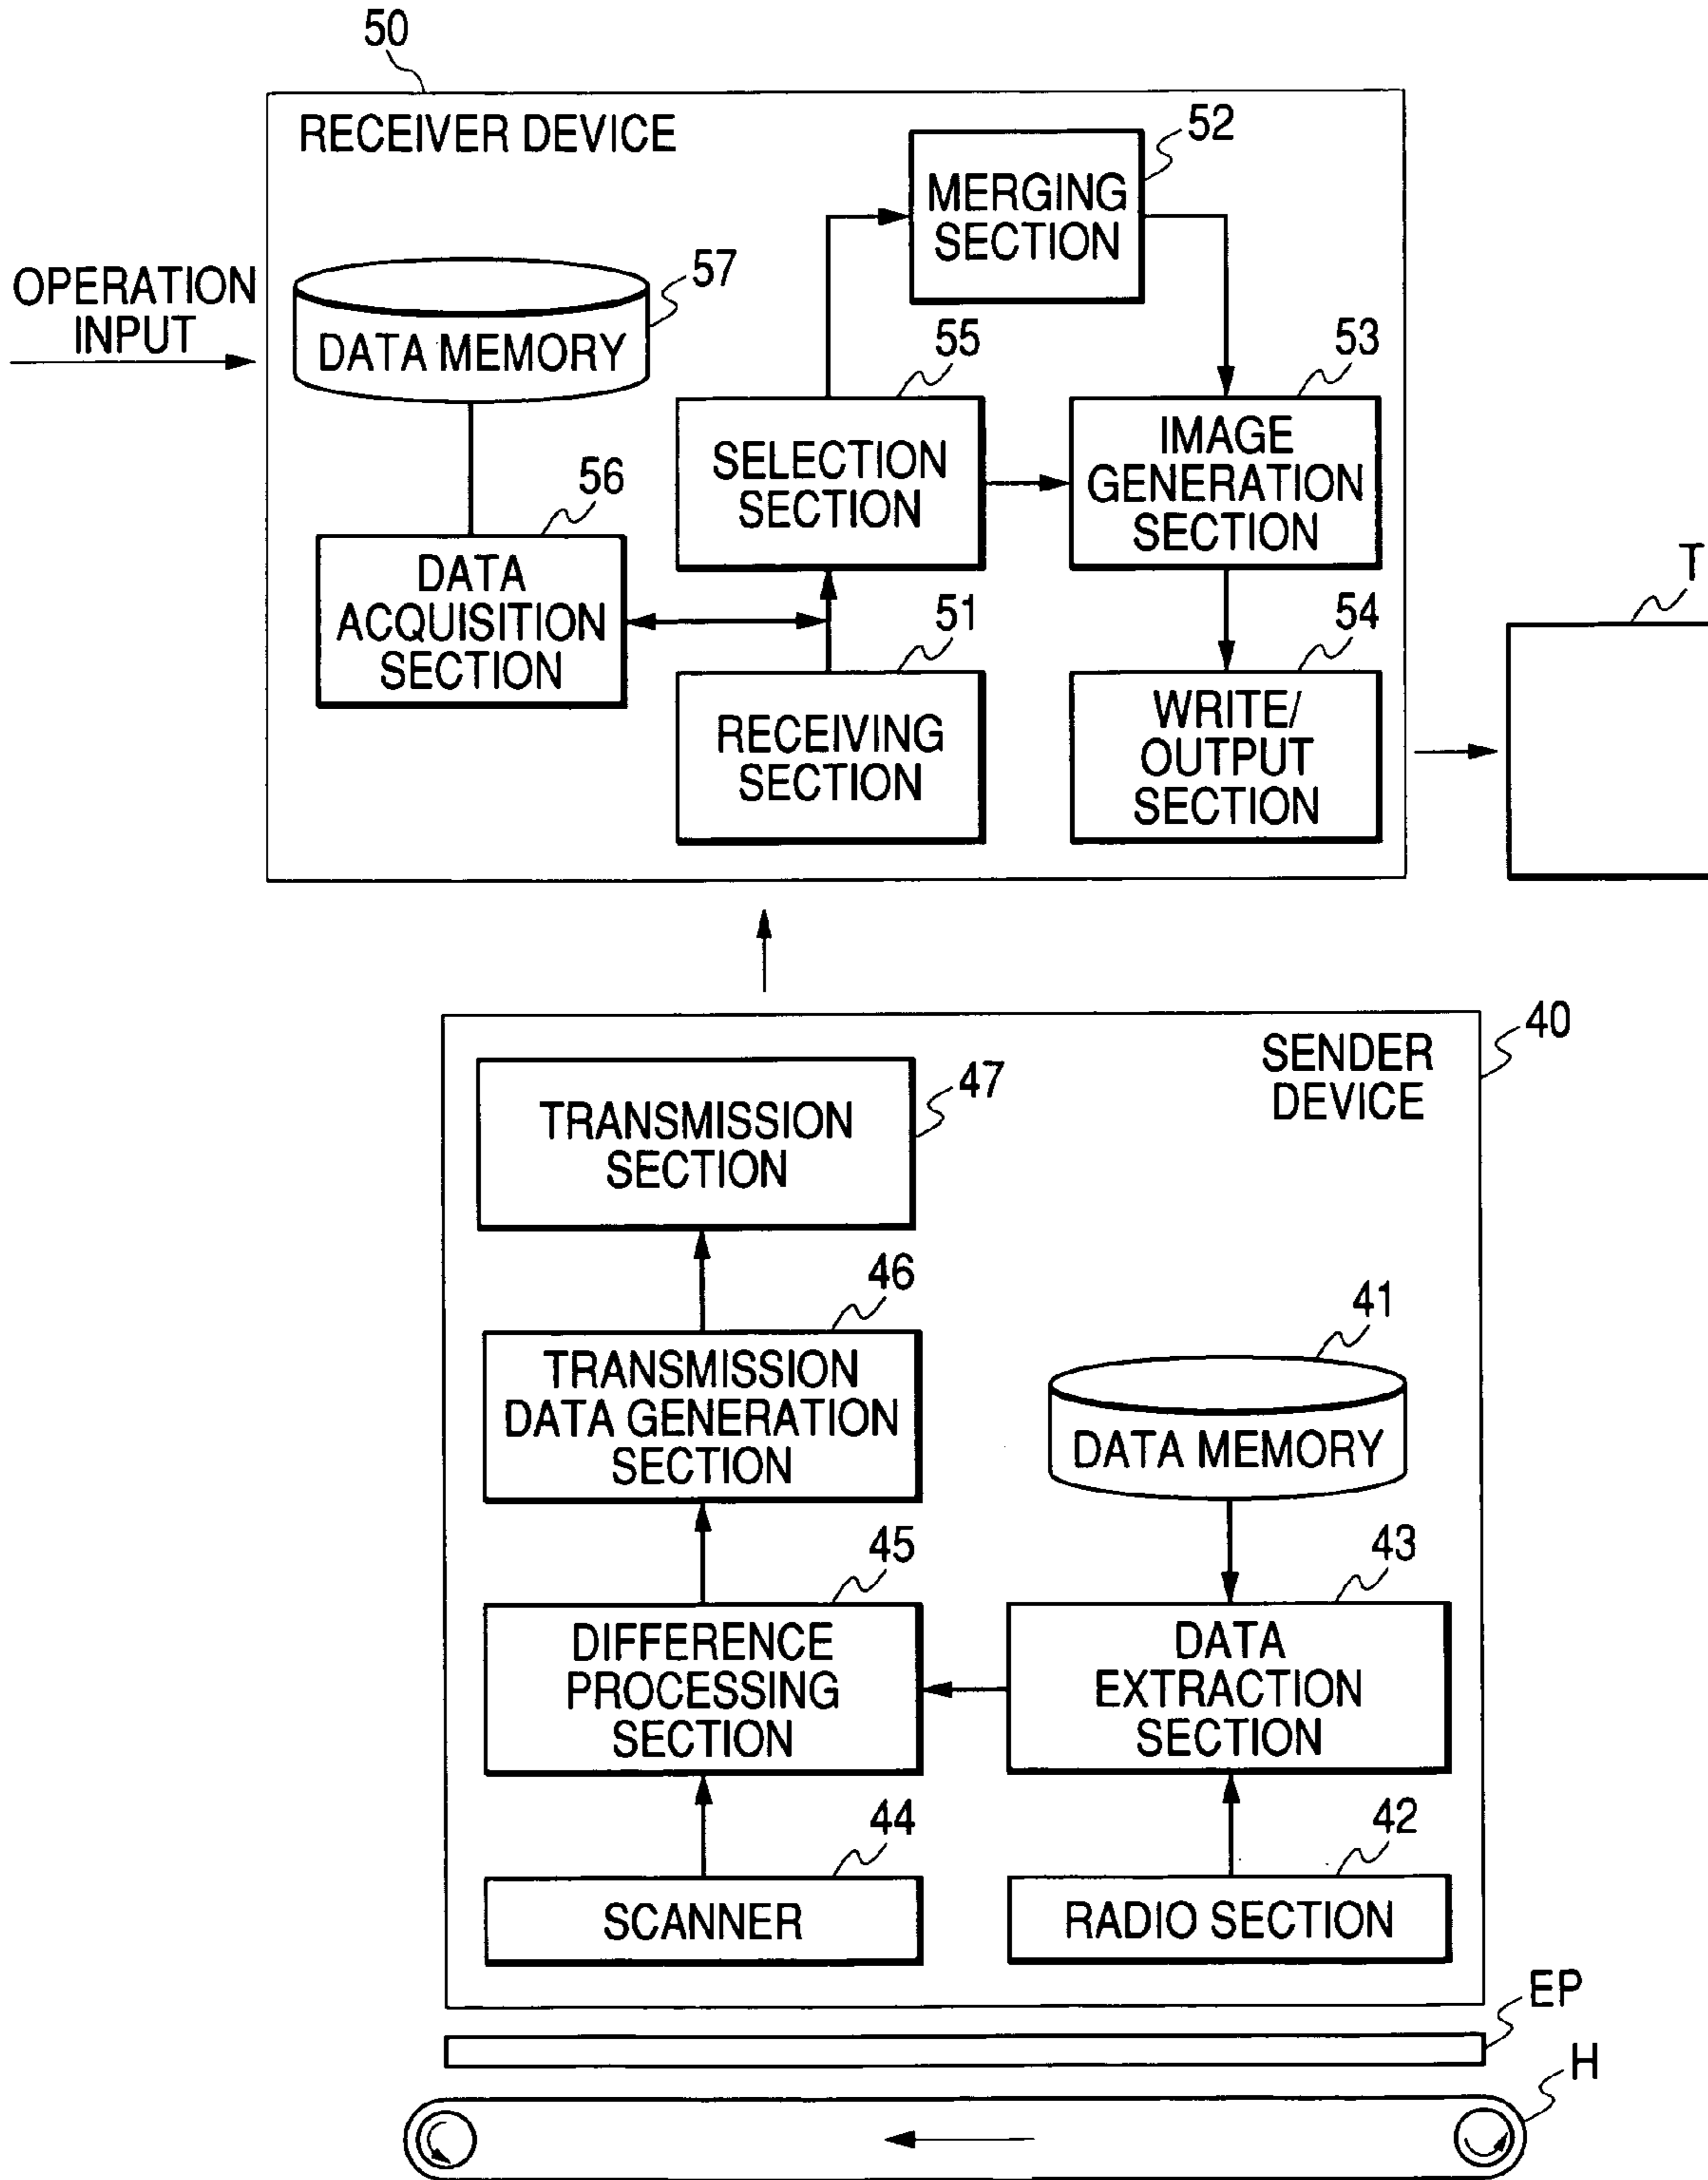 50
RECEIVER DEVICE
52
MERGING
SECTION
OPERATION
INPUT
57
DATA MEMORY
55
SELECTION
SECTION
53
IMAGE
GENERATION
SECTION
56
DATA
ACQUISITION
SECTION
51
RECEIVING
SECTION
54
WRITE/
OUTPUT
SECTION
T
40
SENDER
DEVICE
47
TRANSMISSION
SECTION
46
TRANSMISSION
DATA GENERATION
SECTION
41
DATA MEMORY
45
DIFFERENCE
PROCESSING
SECTION
43
DATA
EXTRACTION
SECTION
44
SCANNER
42
RADIO SECTION
EP
H